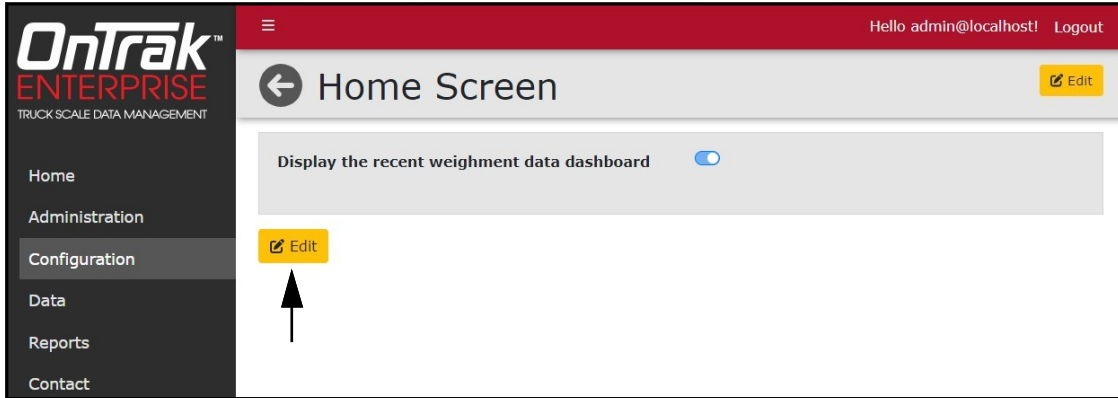 OnTrak™
ENTERPRISE
TRUCK SCALE DATA MANAGEMENT
Home
Administration
Configuration
Data
Reports
Contact
Hello admin@localhost! Logout
Home Screen
Edit
Display the recent weighment data dashboard
Edit